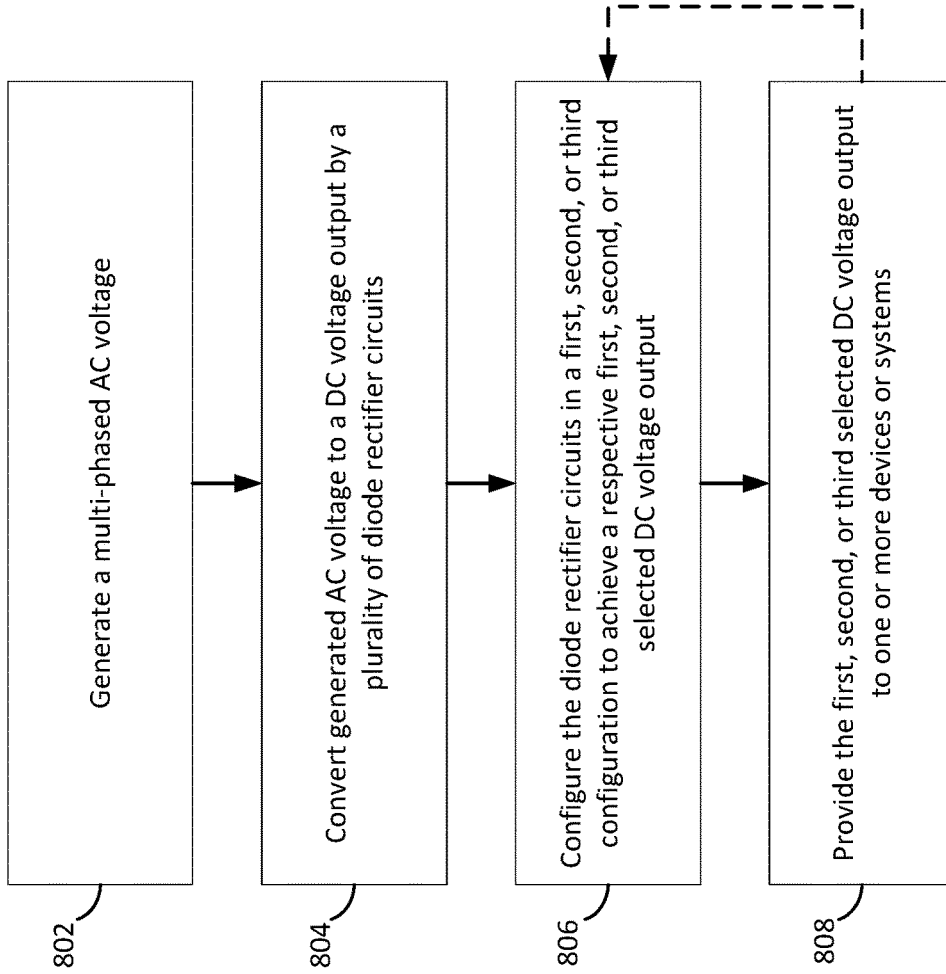 802
Generate a multi-phased AC voltage
804
Convert generated AC voltage to a DC voltage output by a
plurality of diode rectifier circuits
806
Configure the diode rectifier circuits in a first, second, or third
configuration to achieve a respective first, second, or third
selected DC voltage output
808
Provide the first, second, or third selected DC voltage output
to one or more devices or systems